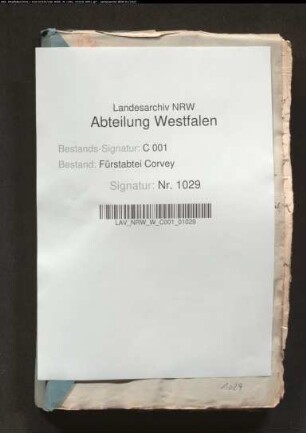 Landesarchiv NRW
Abteilung Westfalen
Bestands-Signatur: C 001
Bestand: Fürstabtei Corvey
Signatur: Nr. 1029
LAV_NRW_W_C001_01029
1029